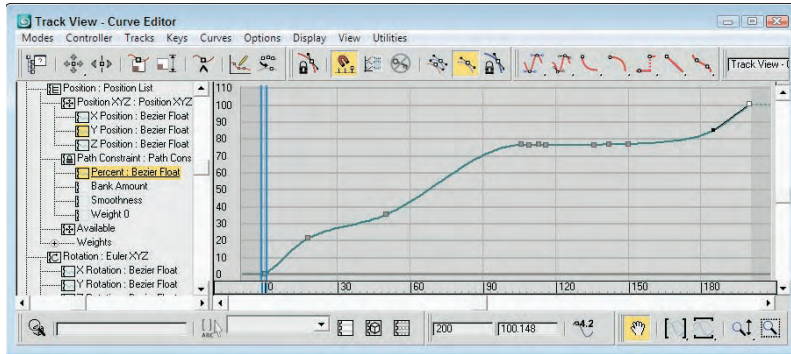 Track View - Curve Editor
Modes Controller Tracks Keys Curves Options Display View Utilities
Track View - C
Position : Position List
Position XYZ : Position XYZ
X Position : Bezier Float
Y Position : Bezier Float
Z Position : Bezier Float
Path Constraint : Path Cons
Percent : Bezier Float
Bank Amount
Smoothness
Weight 0
Available
Weights
Rotation : Euler XYZ
X Rotation : Bezier Float
Y Rotation : Bezier Float
110
100
90
80
70
60
50
40
30
20
10
0
0 30 60 90 120 150 180
ABC
200
100.148
4.2